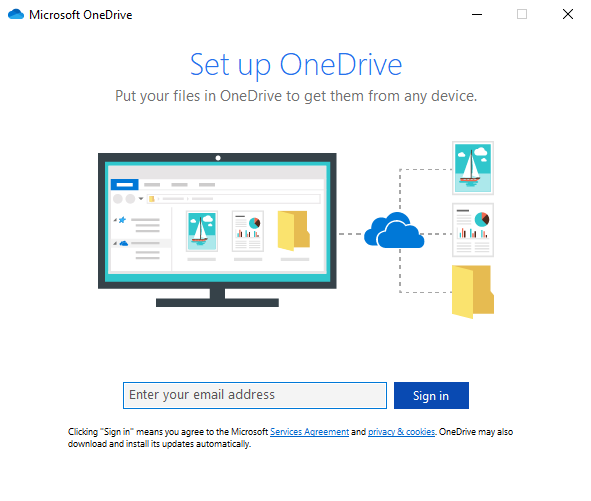 Microsoft OneDrive
Set up OneDrive
Put your files in OneDrive to get them from any device.
Enter your email address
Sign in
Clicking "Sign in" means you agree to the Microsoft Services Agreement and privacy & cookies. OneDrive may also
download and install its updates automatically.